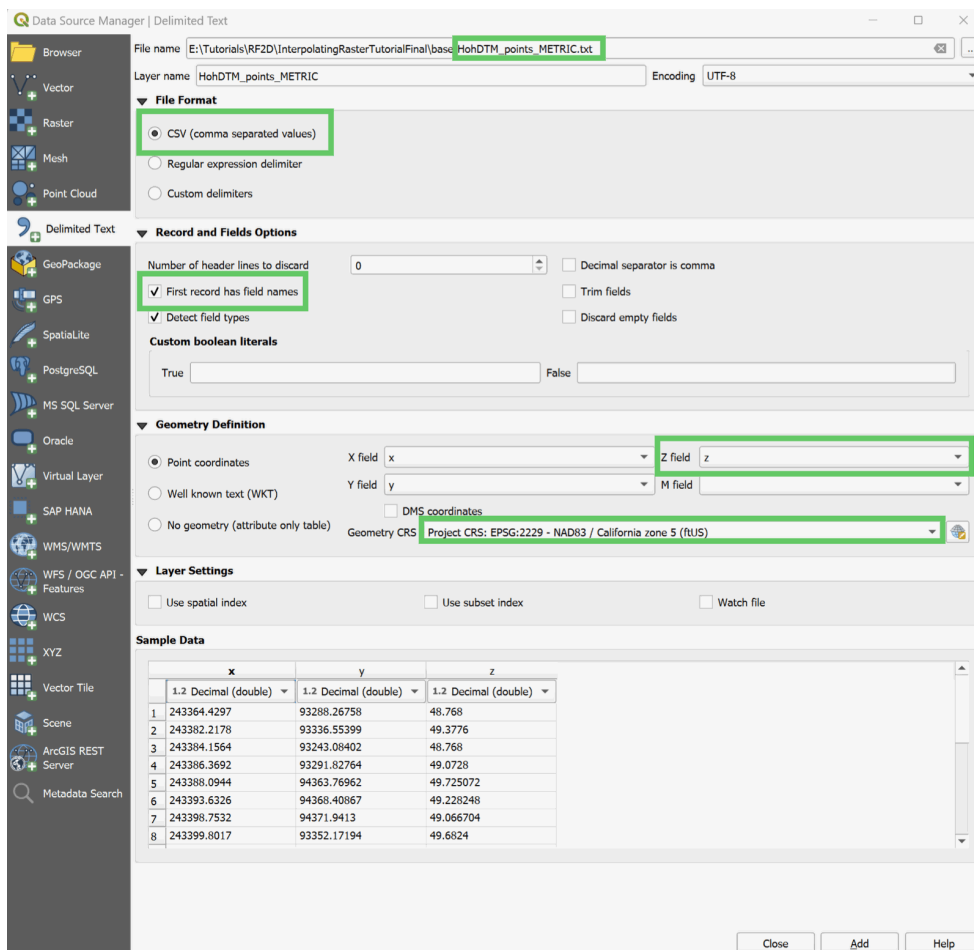 Data Source Manager | Delimited Text
Browser
Vector
Raster
Mesh
Point Cloud
Delimited Text
GeoPackage
GPS
SpatiaLite
PostgreSQL
MS SQL Server
Oracle
Virtual Layer
SAP HANA
WMS/WMTS
WFS / OGC API -
Features
WCS
XYZ
Vector Tile
Scene
ArcGIS REST
Server
Metadata Search
File name E:\Tutorials\RF2D\InterpolatingRasterTutorialFinal\base\HohDTM_points_METRIC.txt ...
Layer name HohDTM_points_METRIC Encoding UTF-8
File Format
CSV (comma separated values)
Regular expression delimiter
Custom delimiters
Record and Fields Options
Number of header lines to discard 0 Decimal separator is comma
First record has field names Trim fields
Detect field types Discard empty fields
Custom boolean literals
True False
Geometry Definition
Point coordinates X field x Z field z
Well known text (WKT) Y field y M field
DMS coordinates
No geometry (attribute only table) Geometry CRS Project CRS: EPSG:2229 - NAD83 / California zone 5 (ftUS)
Layer Settings
Use spatial index Use subset index Watch file
Sample Data
x y z
1.2 Decimal (double) 1.2 Decimal (double) 1.2 Decimal (double)
1 243364.4297 93288.26758 48.768
2 243382.2178 93336.55399 49.3776
3 243384.1564 93243.08402 48.768
4 243386.3692 93291.82764 49.0728
5 243388.0944 94363.76962 49.725072
6 243393.6326 94368.40867 49.228248
7 243398.7532 94371.9413 49.066704
8 243399.8017 93352.17194 49.6824
Close Add Help